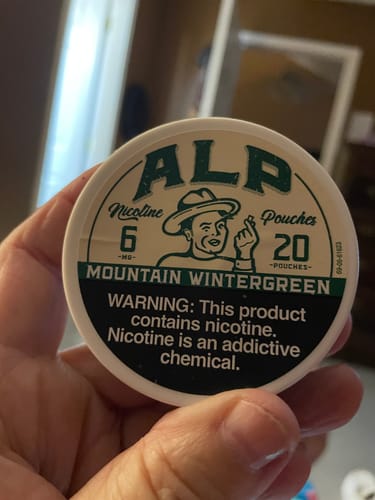 ALP
Nicotine Pouches
6 20
-MG- -POUCHES-
MOUNTAIN WINTERGREEN
WARNING: This product
contains nicotine.
Nicotine is an addictive
chemical.